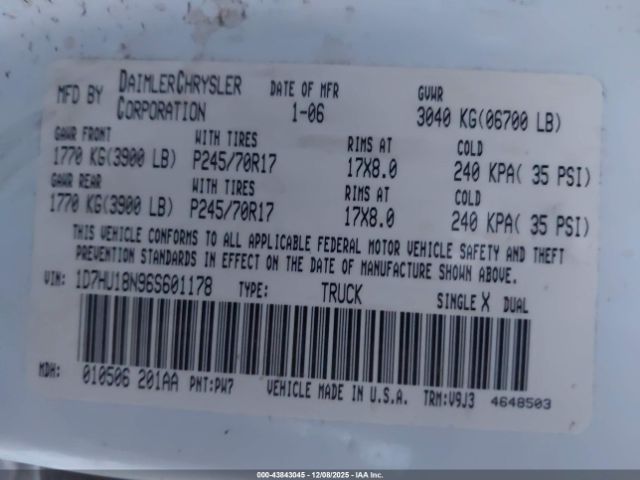 MFD BY DAIMLERCHRYSLER CORPORATION DATE OF MFR 1-06 GVWR 3040 KG(06700 LB)
GAWR FRONT WITH TIRES RIMS AT COLD
1770 KG(3900 LB) P245/70R17 17X8.0 240 KPA( 35 PSI)
GAWR REAR WITH TIRES RIMS AT COLD
1770 KG(3900 LB) P245/70R17 17X8.0 240 KPA( 35 PSI)
THIS VEHICLE CONFORMS TO ALL APPLICABLE FEDERAL MOTOR VEHICLE SAFETY AND THEFT
PREVENTION STANDARDS IN EFFECT ON THE DATE OF MANUFACTURE SHOWN ABOVE.
VIN: 1D7HU18N96S601178 TYPE: TRUCK SINGLE X DUAL
MDH: 010506 201AA PNT:PW7 VEHICLE MADE IN U.S.A. TRM:V9J3 4648503
000-43843045 - 12/08/2025 - IAA Inc.